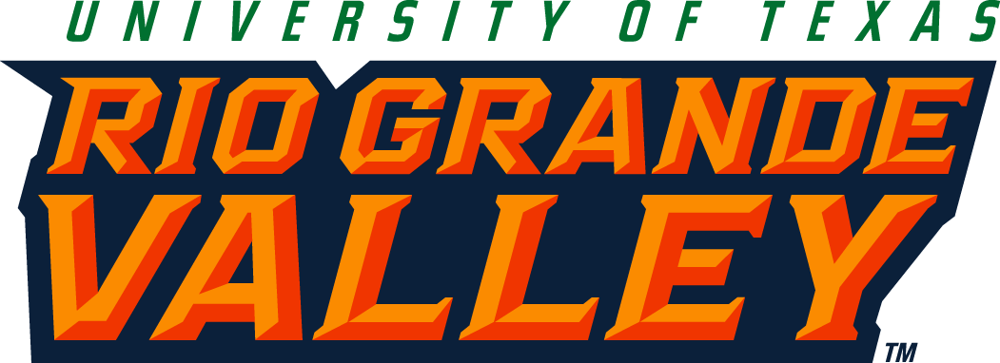 UNIVERSITY OF TEXAS
RIO GRANDE
VALLEY
TM